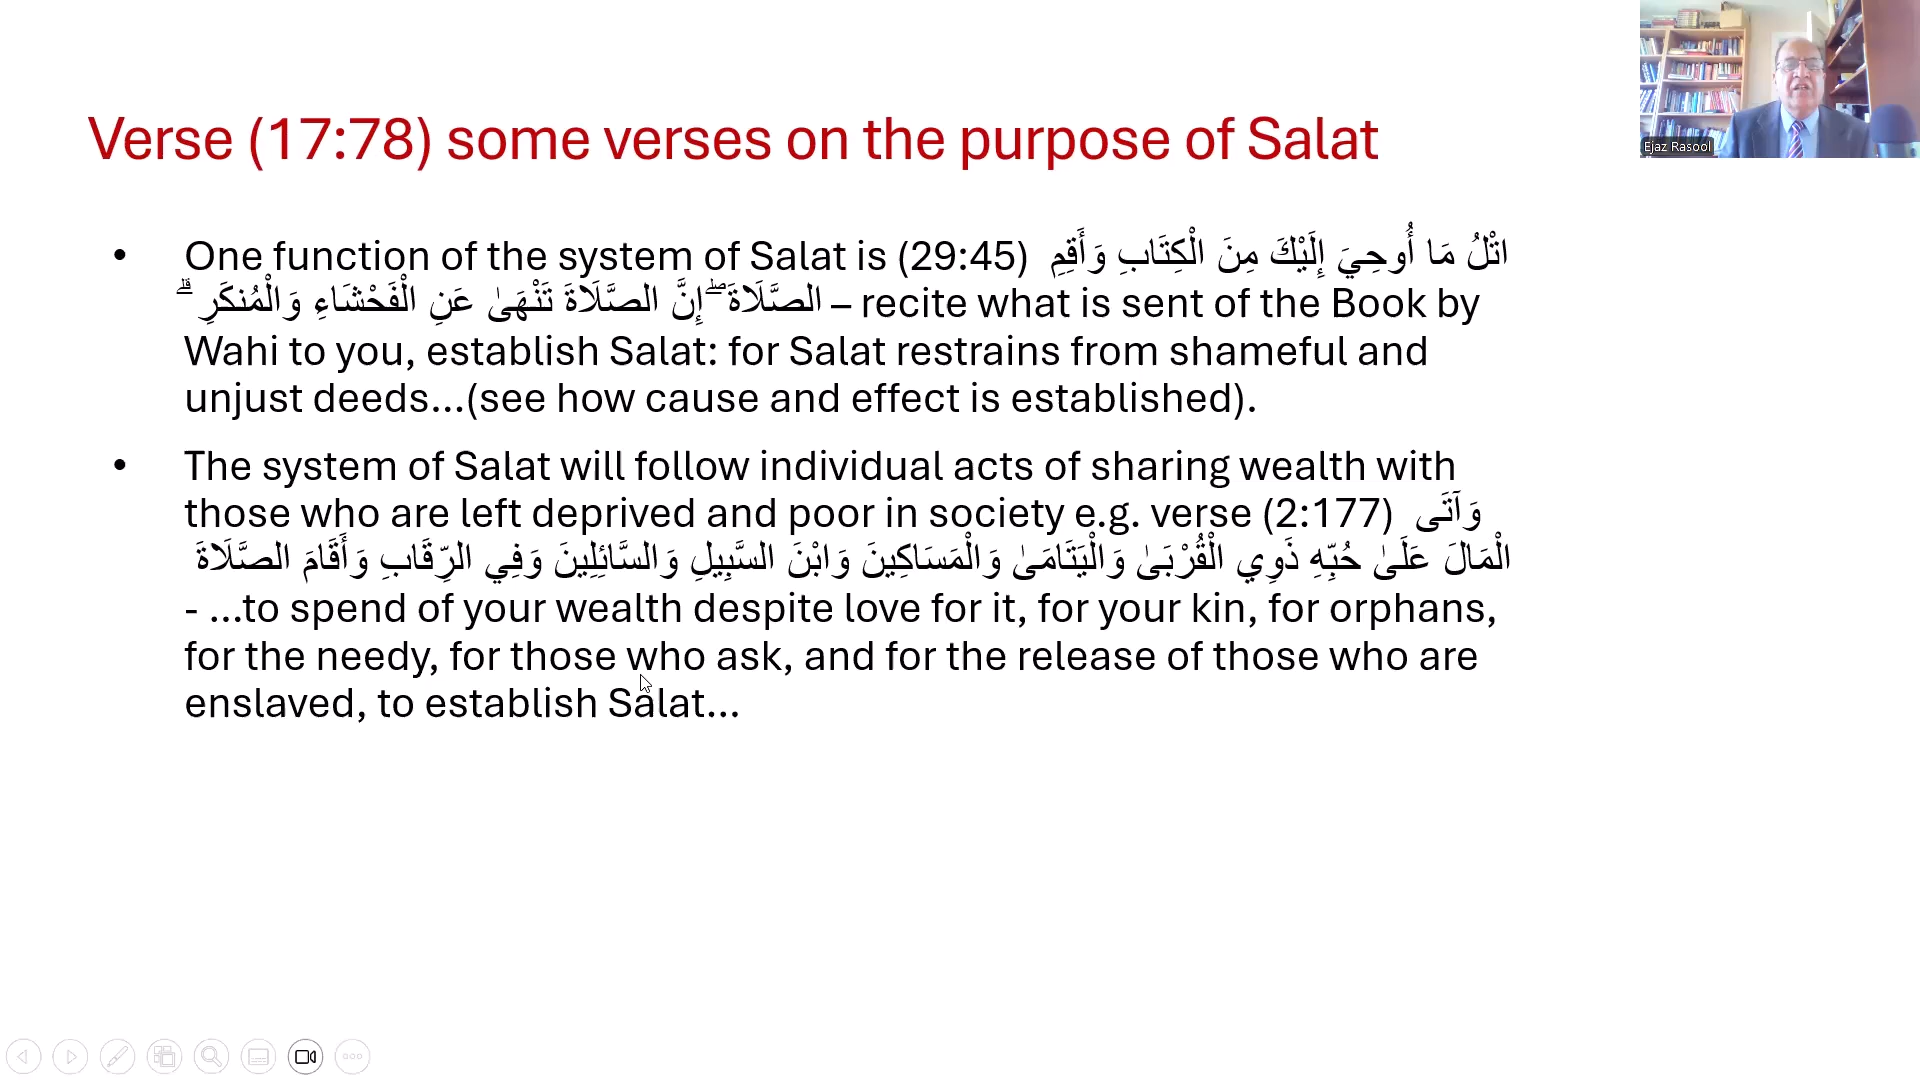 Verse (17:78) some verses on the purpose of Salat
Ejaz Rasool
• One function of the system of Salat is (29:45) اتْلُ مَا أُوحِيَ إِلَيْكَ مِنَ الْكِتَابِ وَأَقِمِ
الصَّلَاةَ ۖ إِنَّ الصَّلَاةَ تَنْهَىٰ عَنِ الْفَحْشَاءِ وَالْمُنكَرِ ۗ – recite what is sent of the Book by
Wahi to you, establish Salat: for Salat restrains from shameful and
unjust deeds…(see how cause and effect is established).
• The system of Salat will follow individual acts of sharing wealth with
those who are left deprived and poor in society e.g. verse (2:177) وَآتَى
الْمَالَ عَلَىٰ حُبِّهِ ذَوِي الْقُرْبَىٰ وَالْيَتَامَىٰ وَالْمَسَاكِينَ وَابْنَ السَّبِيلِ وَالسَّائِلِينَ وَفِي الرِّقَابِ وَأَقَامَ الصَّلَاةَ
- …to spend of your wealth despite love for it, for your kin, for orphans,
for the needy, for those who ask, and for the release of those who are
enslaved, to establish Salat…